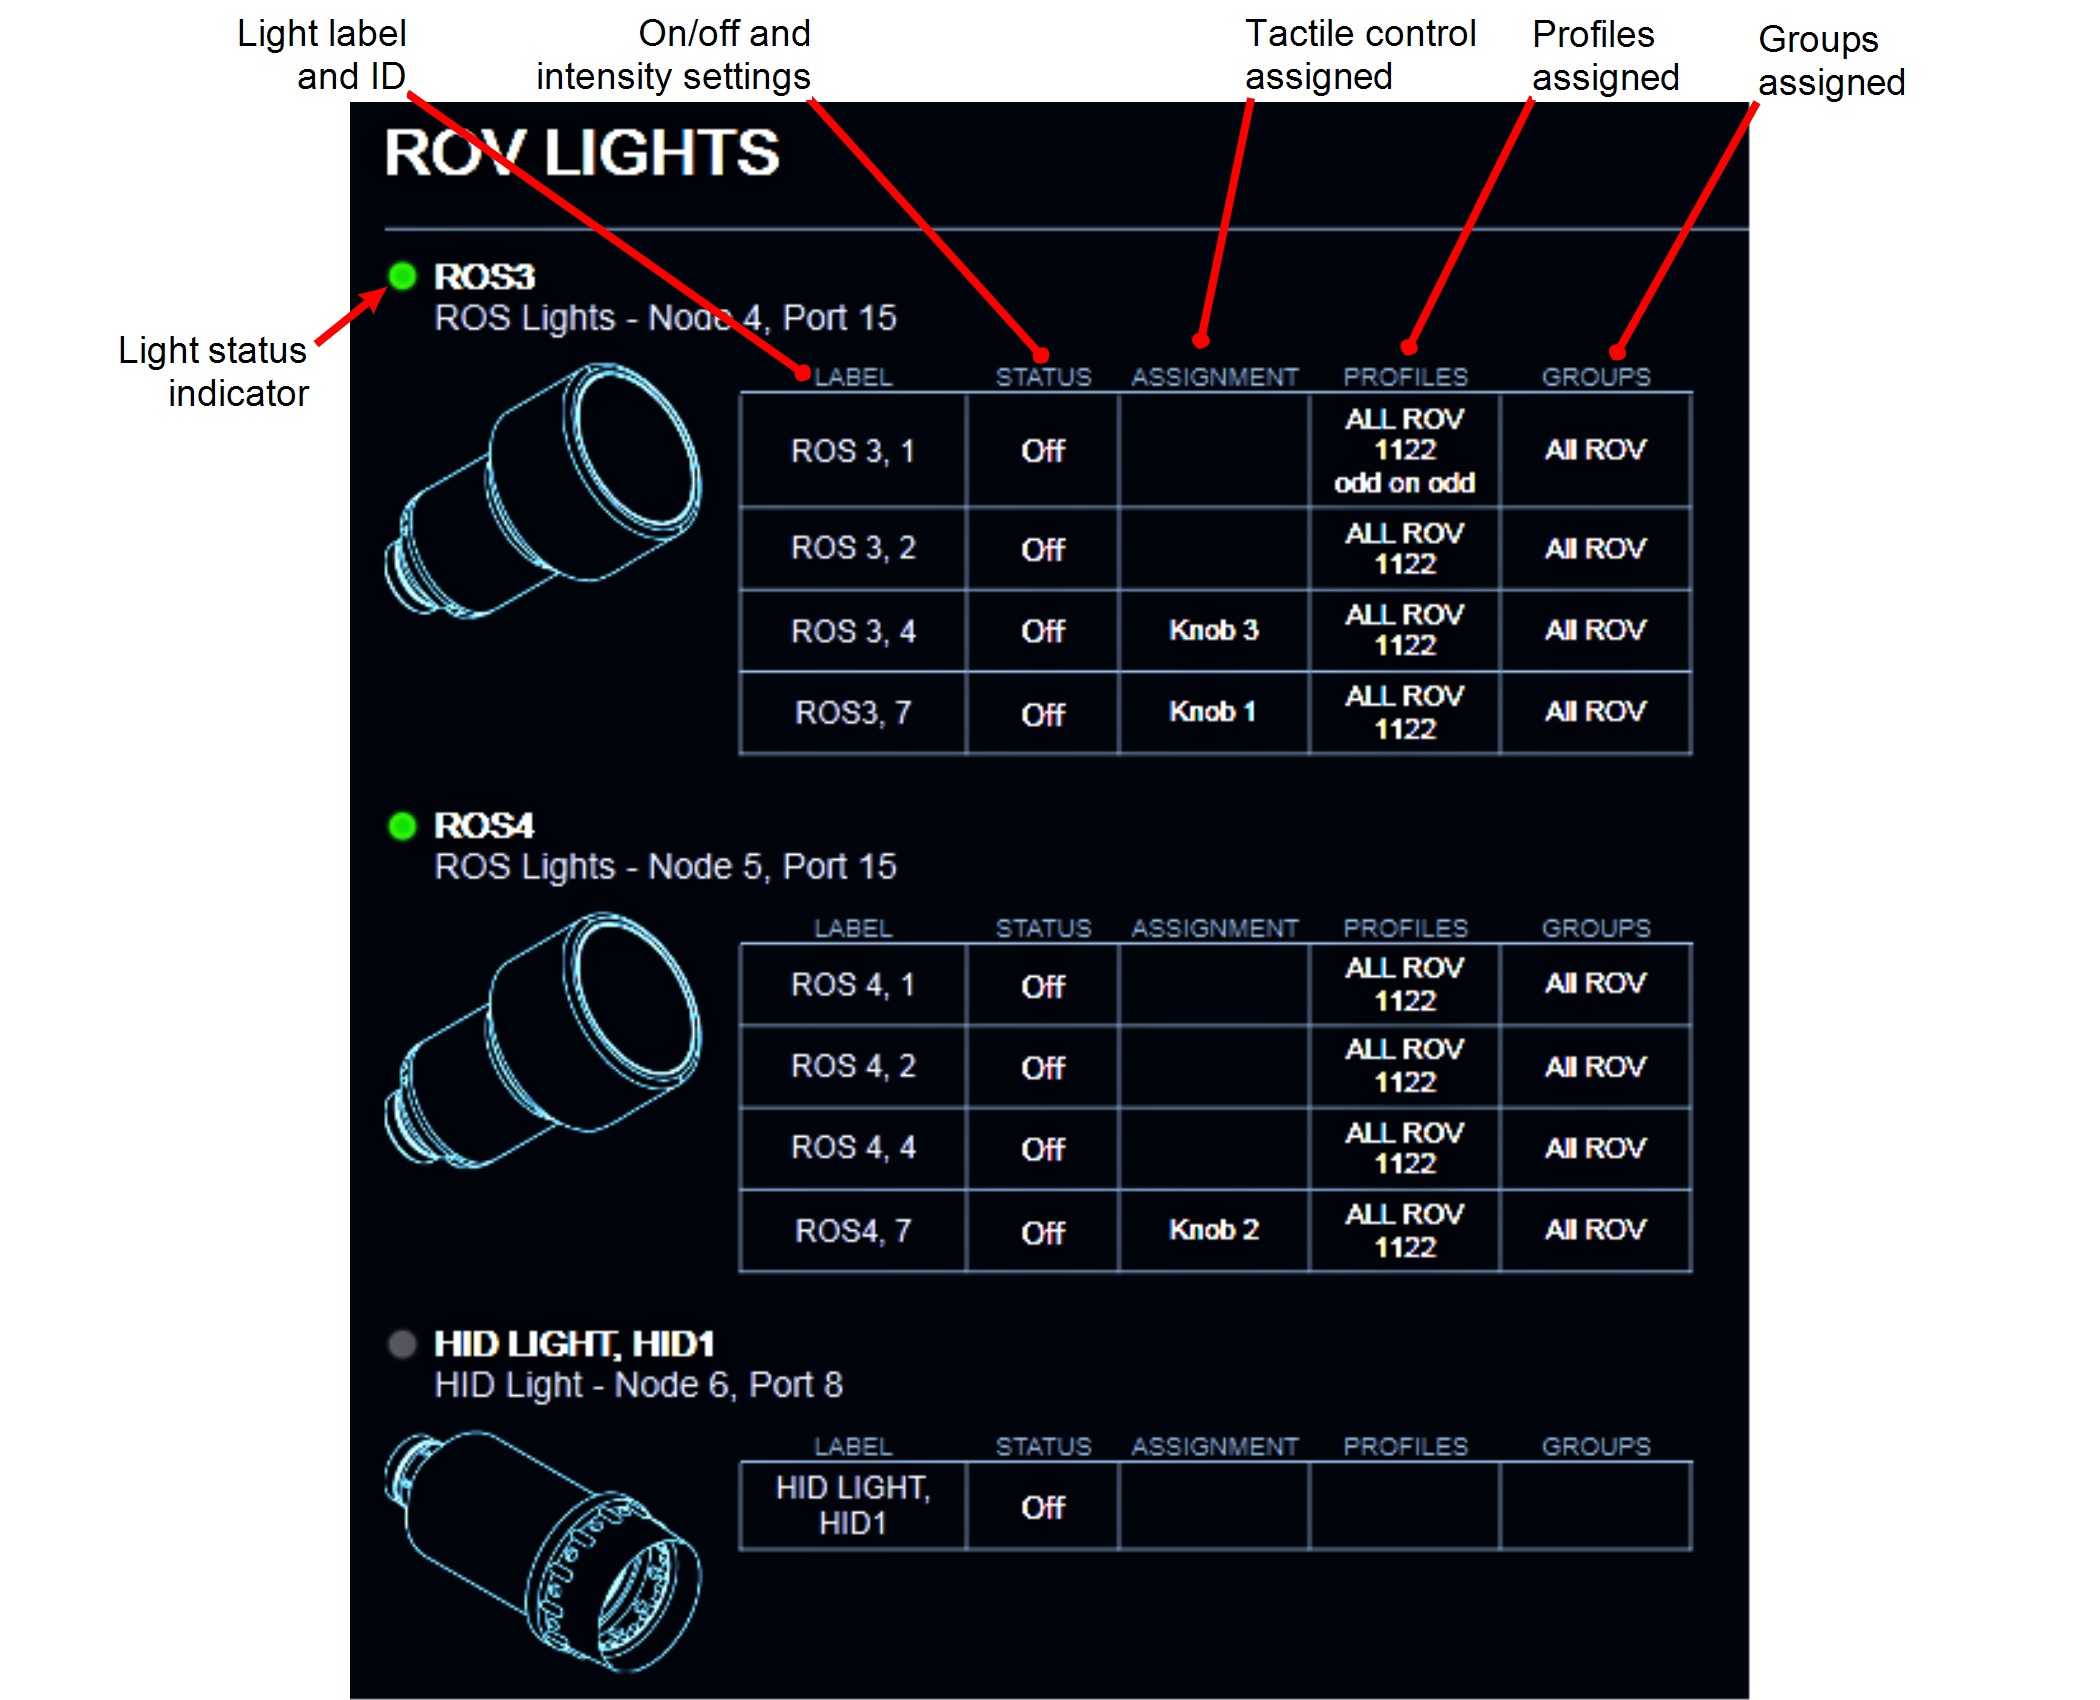 Light label
and ID
On/off and
intensity settings
Tactile control
assigned
Profiles
assigned
Groups
assigned
ROV LIGHTS
ROS3
ROS Lights - Node 4, Port 15
Light status
indicator
LABEL STATUS ASSIGNMENT PROFILES GROUPS
ROS 3, 1 Off ALL ROV 1122 odd on odd All ROV
ROS 3, 2 Off ALL ROV 1122 All ROV
ROS 3, 4 Off Knob 3 ALL ROV 1122 All ROV
ROS3, 7 Off Knob 1 ALL ROV 1122 All ROV
ROS4
ROS Lights - Node 5, Port 15
LABEL STATUS ASSIGNMENT PROFILES GROUPS
ROS 4, 1 Off ALL ROV 1122 All ROV
ROS 4, 2 Off ALL ROV 1122 All ROV
ROS 4, 4 Off ALL ROV 1122 All ROV
ROS4, 7 Off Knob 2 ALL ROV 1122 All ROV
HID LIGHT, HID1
HID Light - Node 6, Port 8
LABEL STATUS ASSIGNMENT PROFILES GROUPS
HID LIGHT, HID1 Off